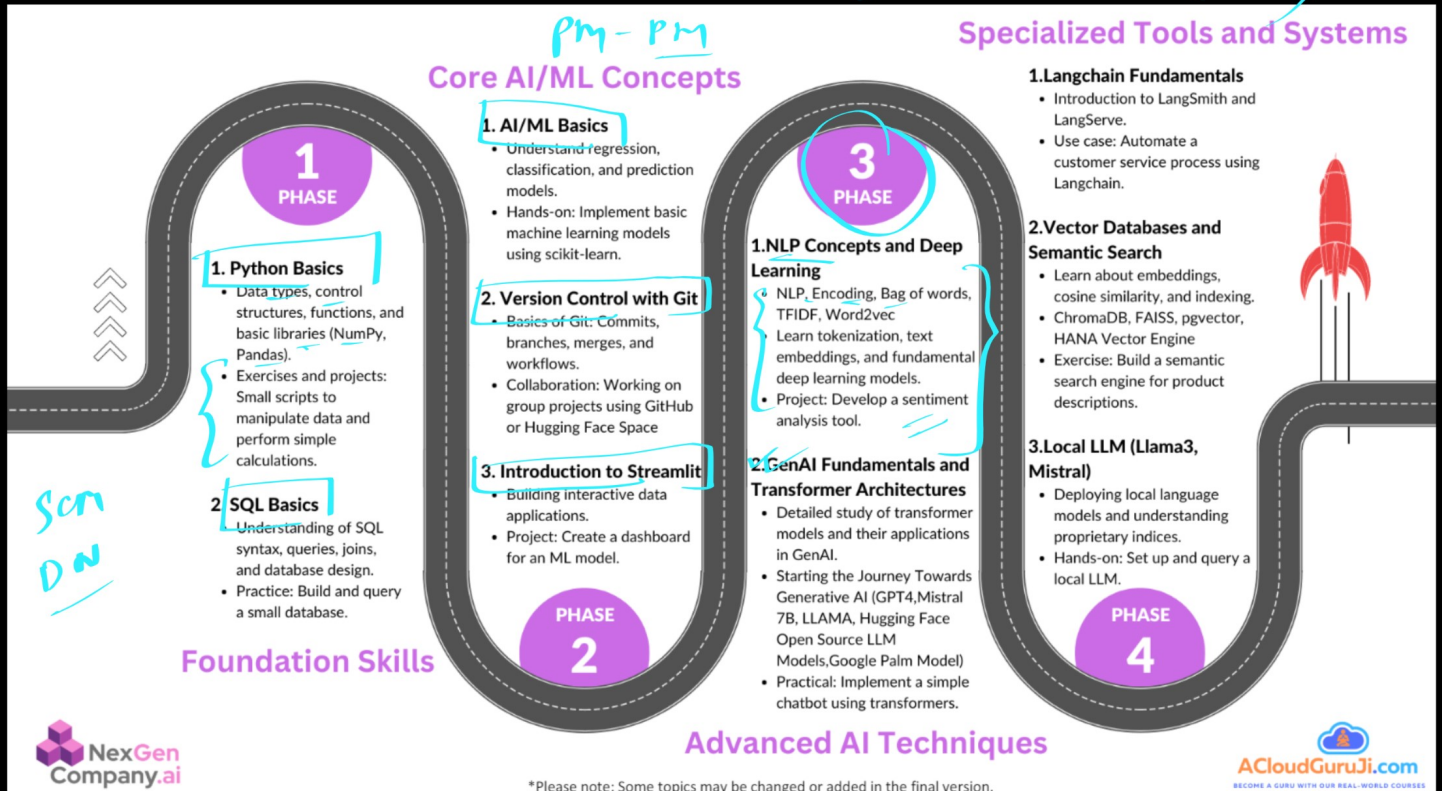 PM - PM
Core AI/ML Concepts
Specialized Tools and Systems
1
PHASE
1. Python Basics
• Data types, control
structures, functions, and
basic libraries (NumPy,
Pandas).
• Exercises and projects:
Small scripts to
manipulate data and
perform simple
calculations.
2 SQL Basics
• Understanding of SQL
syntax, queries, joins,
and database design.
• Practice: Build and query
a small database.
Foundation Skills
1. AI/ML Basics
• Understand regression,
classification, and prediction
models.
• Hands-on: Implement basic
machine learning models
using scikit-learn.
2. Version Control with Git
• Basics of Git: Commits,
branches, merges, and
workflows.
• Collaboration: Working on
group projects using GitHub
or Hugging Face Space
3. Introduction to Streamlit
• Building interactive data
applications.
• Project: Create a dashboard
for an ML model.
PHASE
2
3
PHASE
1.NLP Concepts and Deep
Learning
• NLP, Encoding, Bag of words,
TFIDF, Word2vec
• Learn tokenization, text
embeddings, and fundamental
deep learning models.
• Project: Develop a sentiment
analysis tool.
2.GenAI Fundamentals and
Transformer Architectures
• Detailed study of transformer
models and their applications
in GenAI.
• Starting the Journey Towards
Generative AI (GPT4,Mistral
7B, LLAMA, Hugging Face
Open Source LLM
Models,Google Palm Model)
• Practical: Implement a simple
chatbot using transformers.
Advanced AI Techniques
1.Langchain Fundamentals
• Introduction to LangSmith and
LangServe.
• Use case: Automate a
customer service process using
Langchain.
2.Vector Databases and
Semantic Search
• Learn about embeddings,
cosine similarity, and indexing.
• ChromaDB, FAISS, pgvector,
HANA Vector Engine
• Exercise: Build a semantic
search engine for product
descriptions.
3.Local LLM (Llama3,
Mistral)
• Deploying local language
models and understanding
proprietary indices.
• Hands-on: Set up and query a
local LLM.
PHASE
4
NexGen
Company.ai
*Please note: Some topics may be changed or added in the final version.
ACloudGuruJi.com
BECOME A GURU WITH OUR REAL-WORLD COURSES